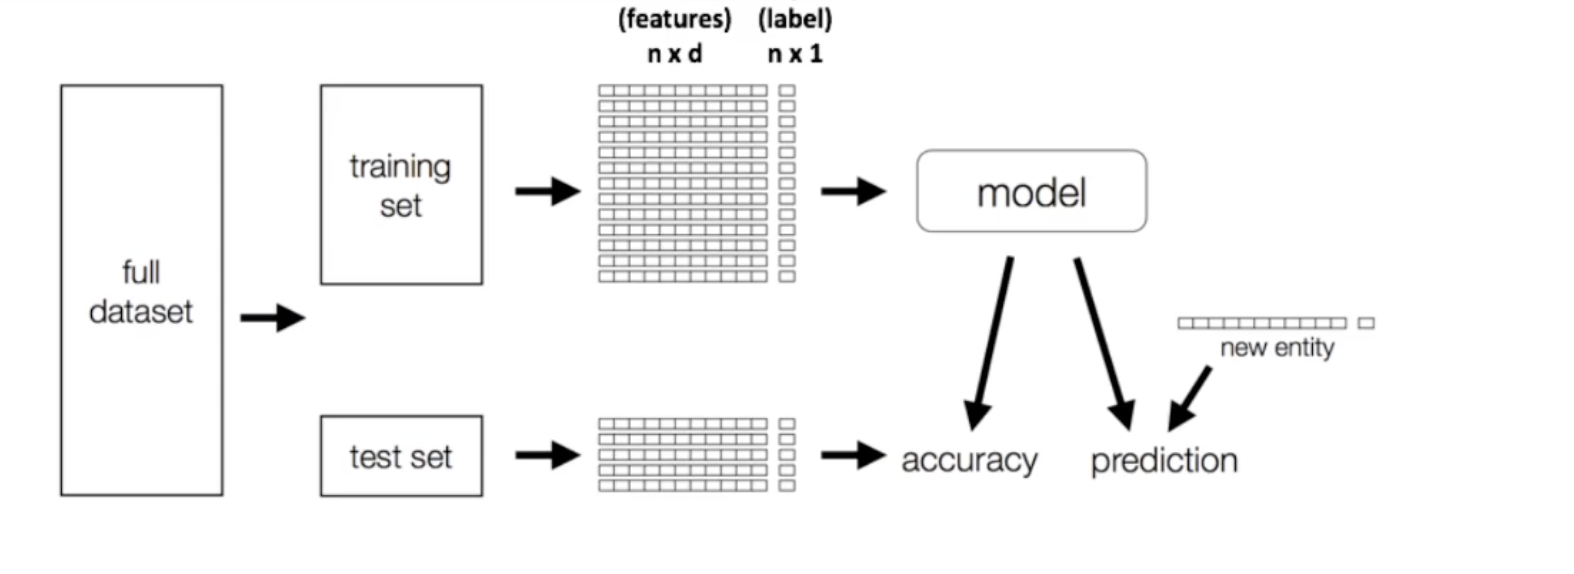 (features) (label)
n x d n x 1
full
dataset
training
set
model
new entity
test set
accuracy
prediction